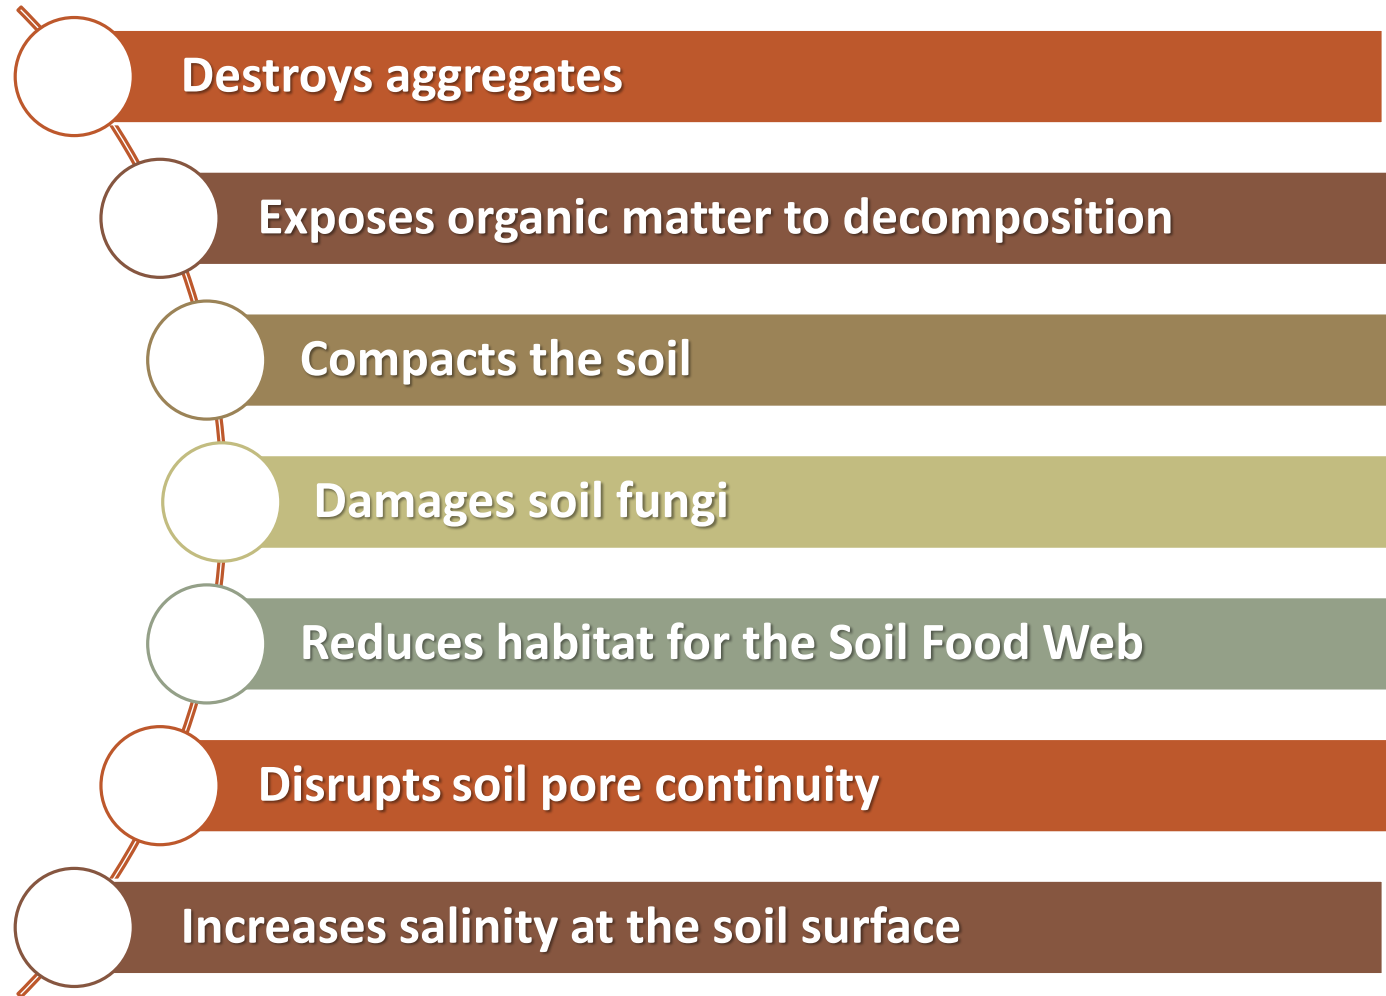 Destroys aggregates
Exposes organic matter to decomposition
Compacts the soil
Damages soil fungi
Reduces habitat for the Soil Food Web
Disrupts soil pore continuity
Increases salinity at the soil surface